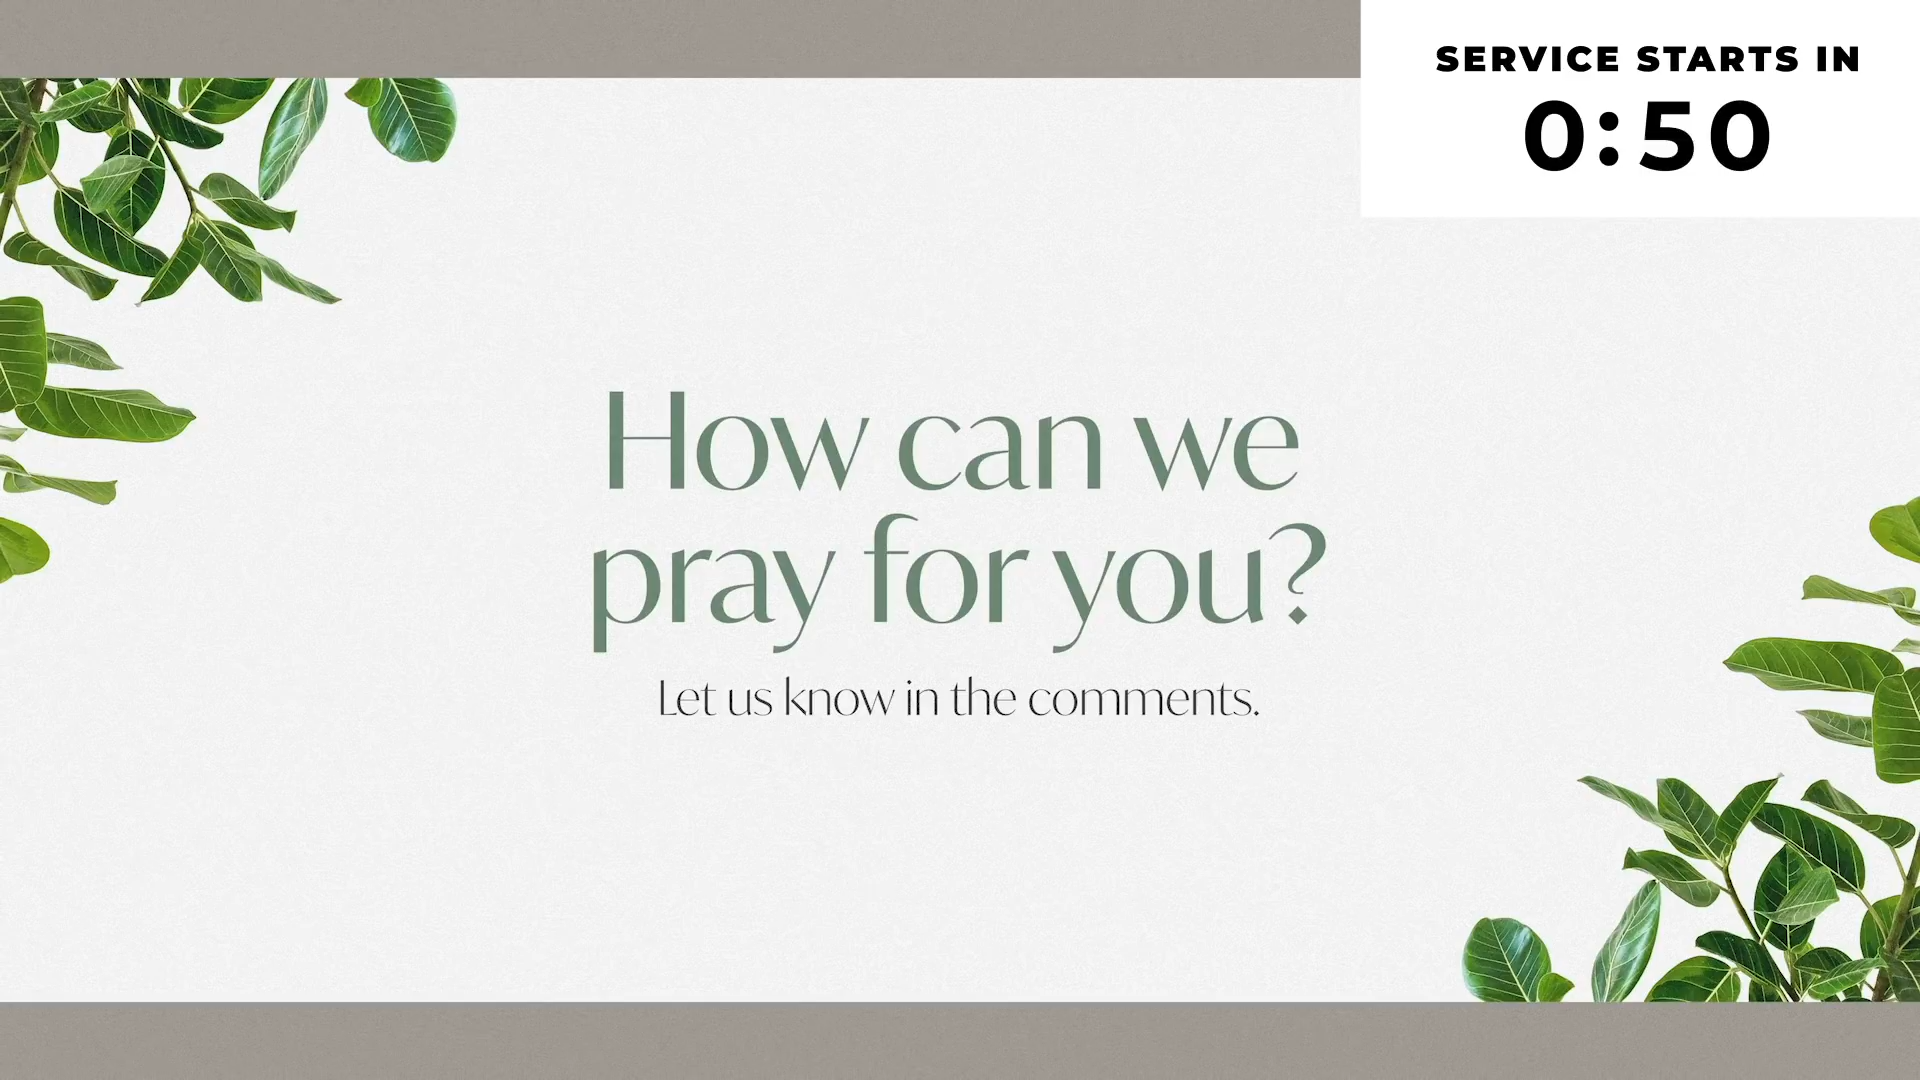 SERVICE STARTS IN
0:50
How can we
pray for you?
Let us know in the comments.